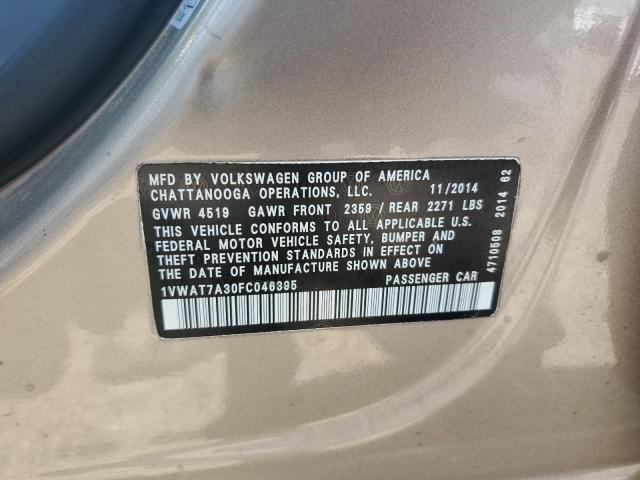 MFD BY VOLKSWAGEN GROUP OF AMERICA
CHATTANOOGA OPERATIONS, LLC. 11/2014
GVWR 4519 GAWR FRONT 2359 / REAR 2271 LBS
THIS VEHICLE CONFORMS TO ALL APPLICABLE U.S.
FEDERAL MOTOR VEHICLE SAFETY, BUMPER AND
THEFT PREVENTION STANDARDS IN EFFECT ON
DATE OF MANUFACTURE SHOWN ABOVE
1VWAT7A30FC046395 PASSENGER CAR
4710508 2014 62